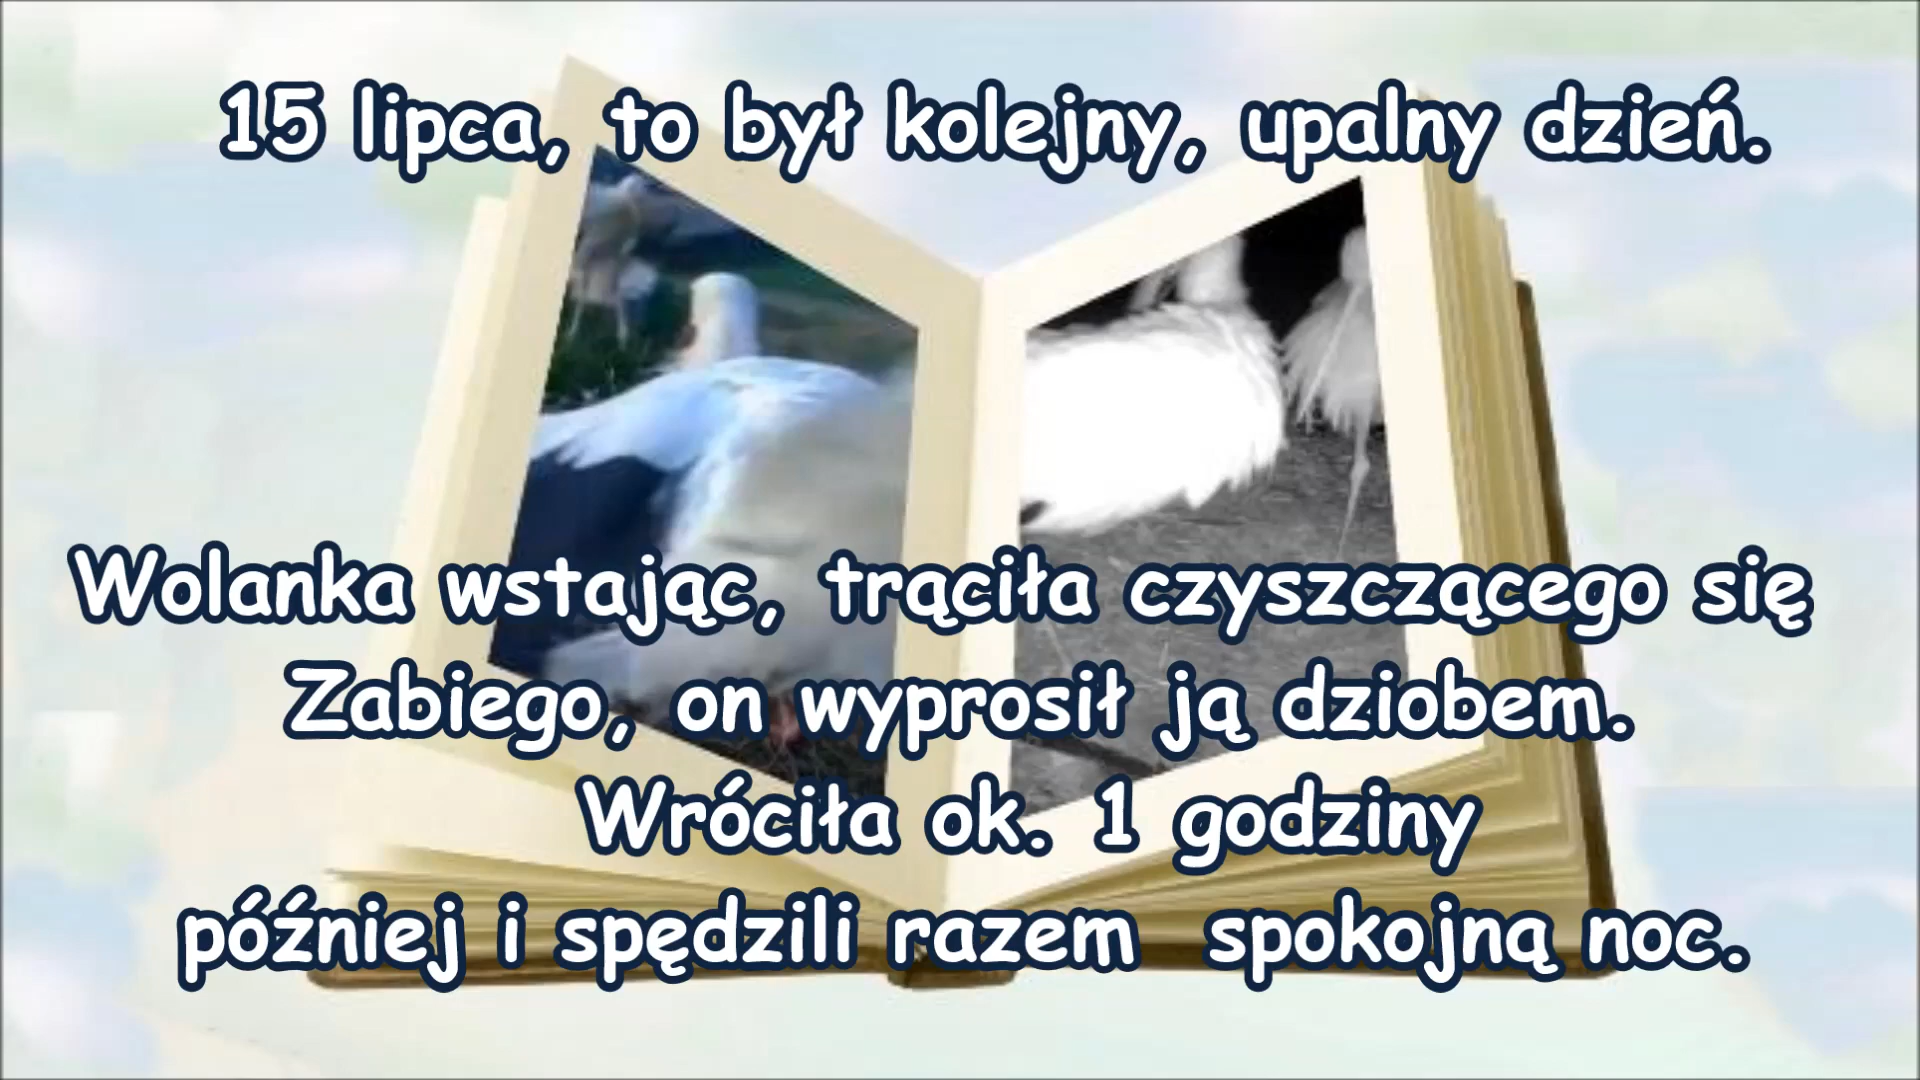 15 lipca, to był kolejny, upalny dzień.
Wolanka wstając, trąciła czyszczącego się
Zabiego, on wyprosił ją dziobem.
Wróciła ok. 1 godziny
później i spędzili razem spokojną noc.